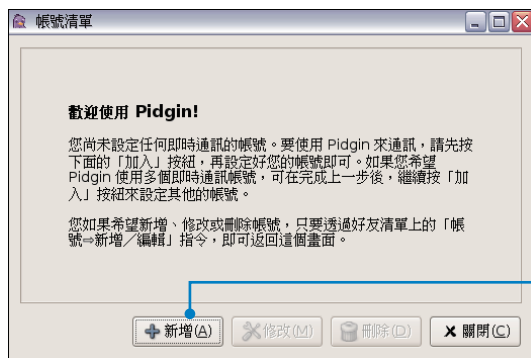 帳號清單
歡迎使用 Pidgin!
您尚未設定任何即時通訊的帳號。要使用 Pidgin 來通訊，請先按
下面的「加入」按紐，再設定好您的帳號即可。如果您希望
Pidgin 使用多個即時通訊帳號，可在完成上一步後，繼續按「加
入」按紐來設定其他的帳號。
您如果希望新增、修改或刪除帳號，只要透過好友清單上的「帳
號⇨新增／編輯」指令，即可返回這個畫面。
新增(A) 修改(M) 刪除(D) 關閉(C)